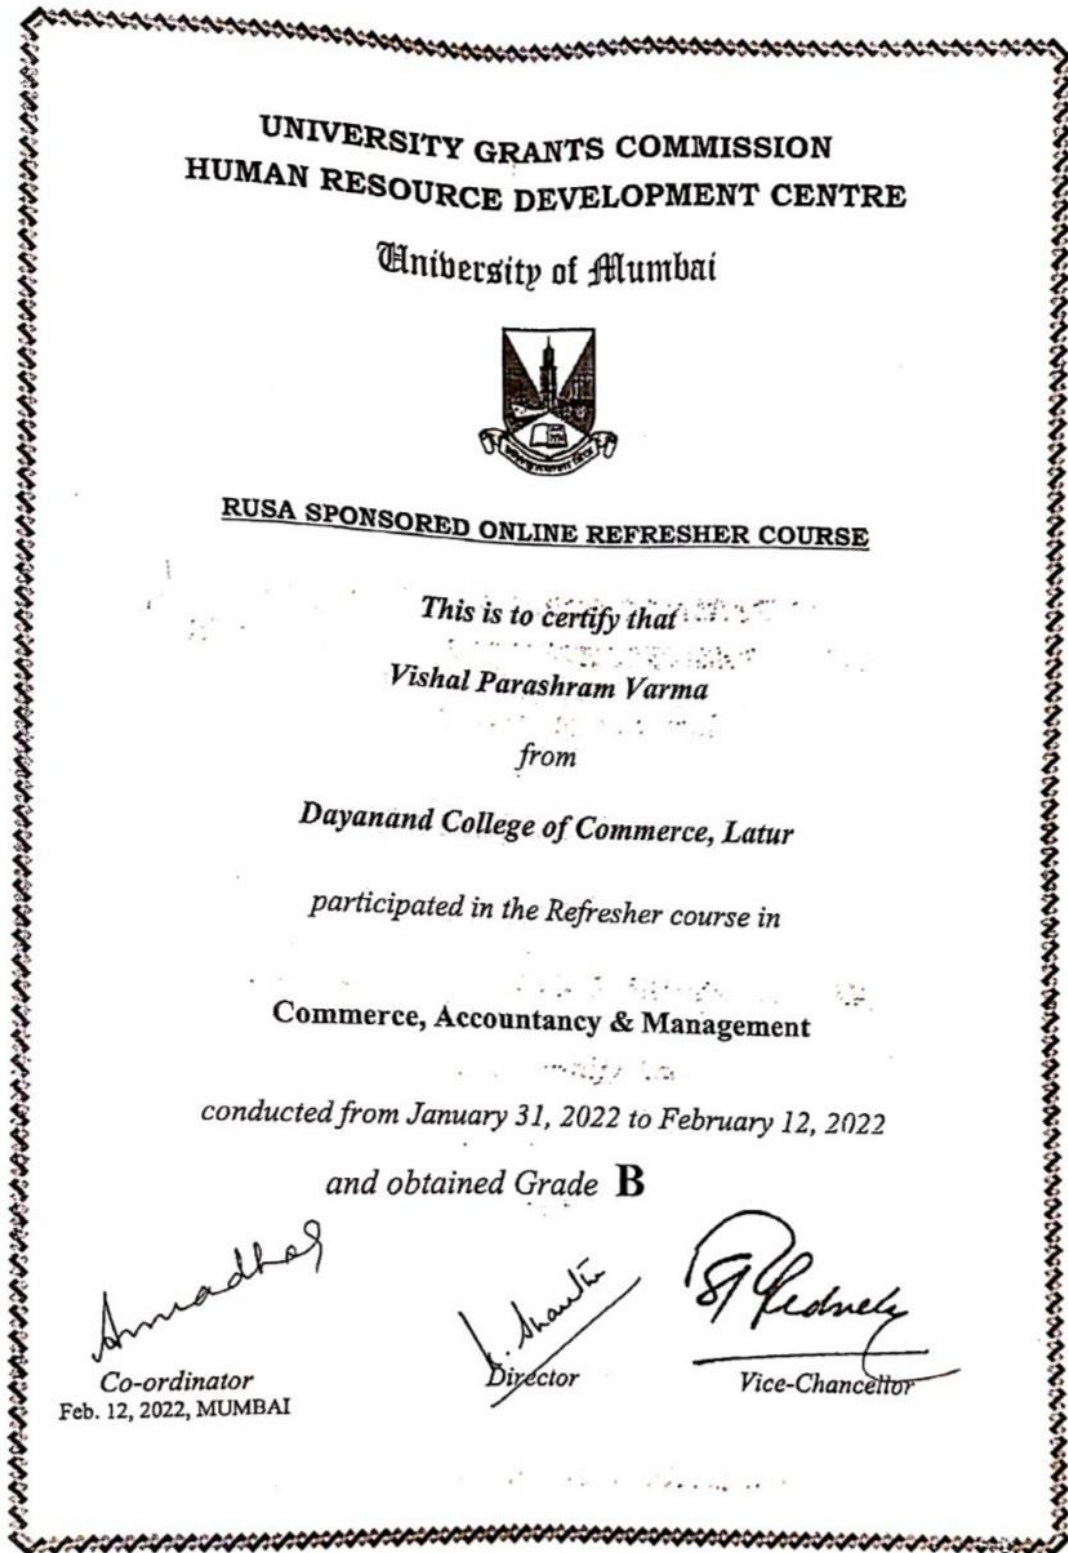 UNIVERSITY GRANTS COMMISSION
HUMAN RESOURCE DEVELOPMENT CENTRE
University of Mumbai
RUSA SPONSORED ONLINE REFRESHER COURSE
This is to certify that
Vishal Parashram Varma
from
Dayanand College of Commerce, Latur
participated in the Refresher course in
Commerce, Accountancy & Management
conducted from January 31, 2022 to February 12, 2022
and obtained Grade B
Co-ordinator
Director
Vice-Chancellor
Feb. 12, 2022, MUMBAI